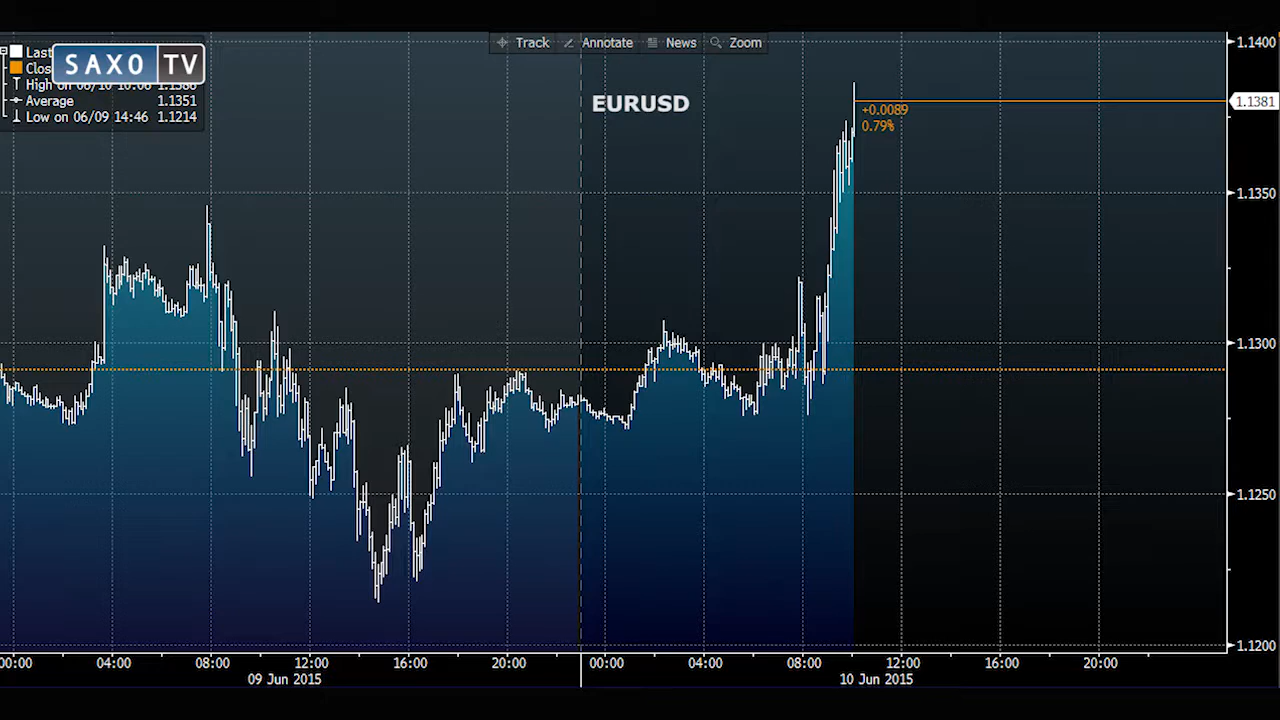 Track Annotate News Zoom
Last
SAXO TV
Clos
High on 06/10 10:06 1.1386
Average 1.1351
Low on 06/09 14:46 1.1214
EURUSD
+0.0089
0.79%
1.1400
1.1381
1.1350
1.1300
1.1250
1.1200
00:00 04:00 08:00 12:00 16:00 20:00 00:00 04:00 08:00 12:00 16:00 20:00
09 Jun 2015 10 Jun 2015